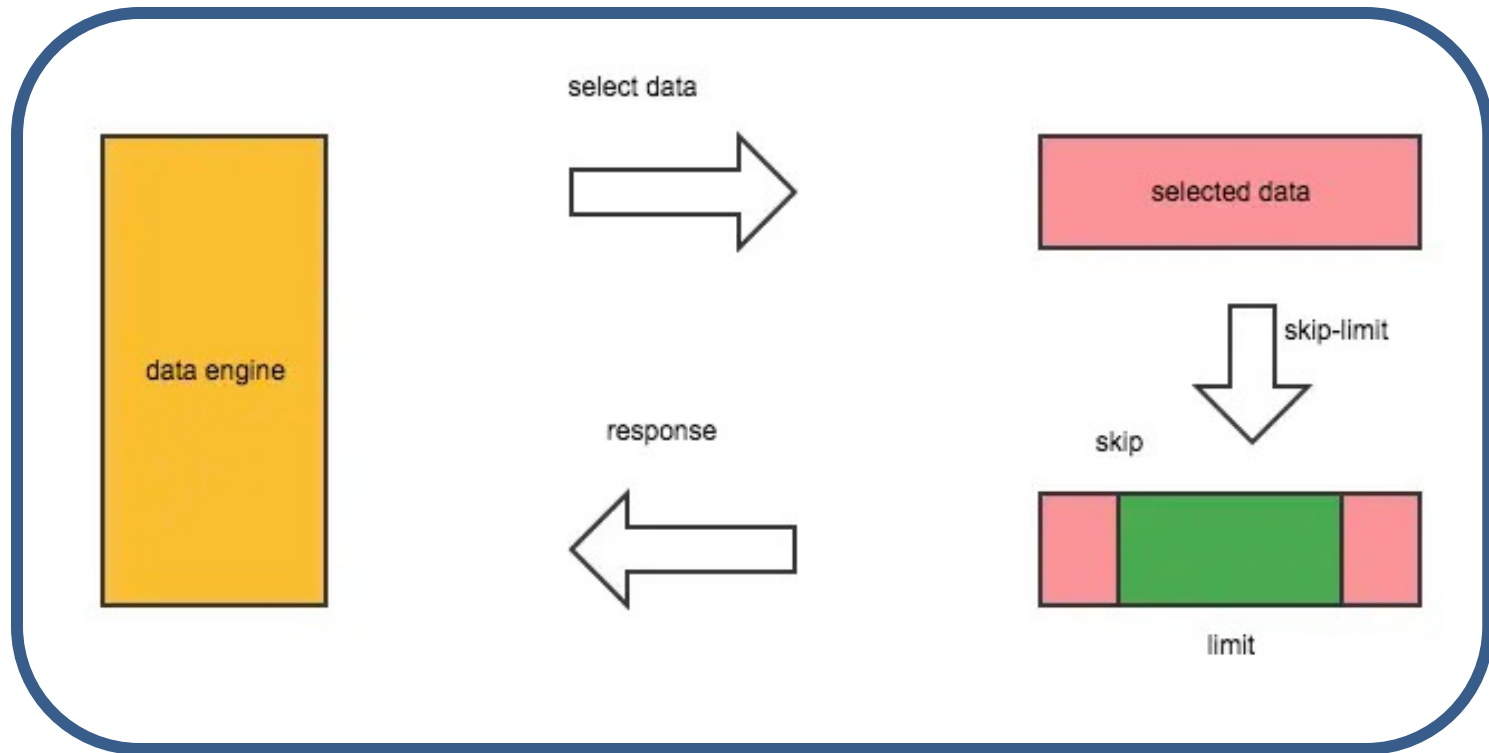 select data
selected data
data engine
skip-limit
response
skip
limit